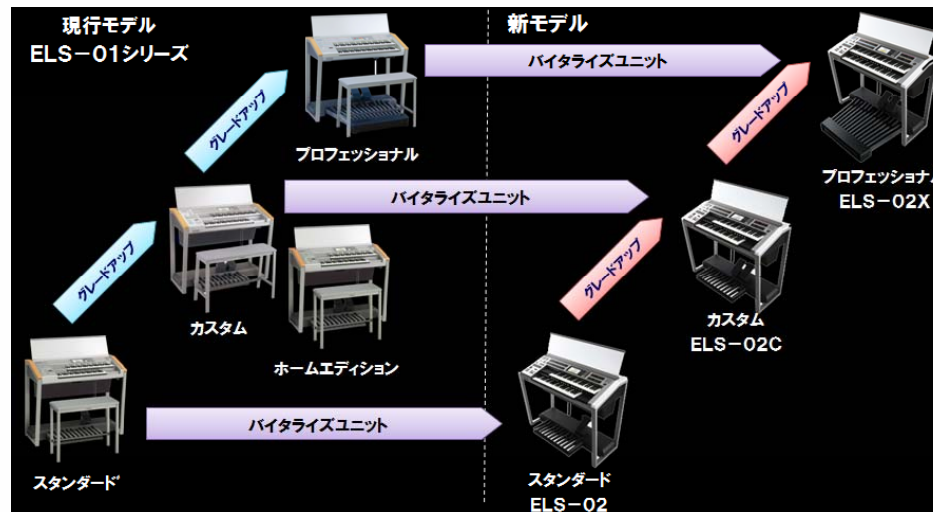 現行モデル
ELS-01シリーズ
新モデル
バイタライズユニット
グレードアップ
グレードアップ
プロフェッショナル
プロフェッショナル
ELS-02X
バイタライズユニット
グレードアップ
グレードアップ
カスタム
カスタム
ELS-02C
ホームエディション
バイタライズユニット
スタンダード
スタンダード
ELS-02